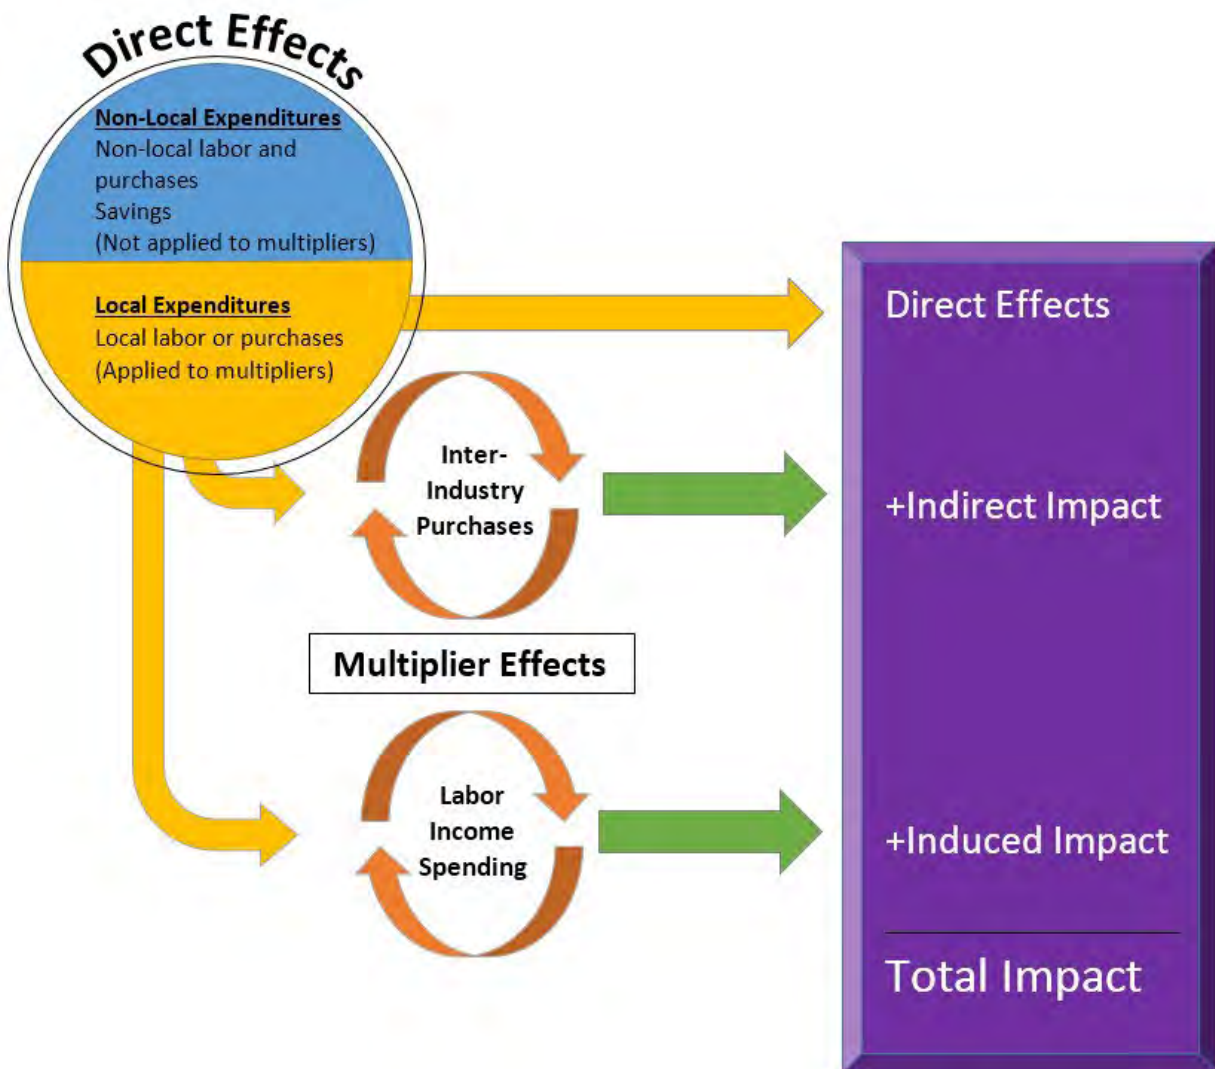 Direct Effects
Non-Local Expenditures
Non-local labor and
purchases
Savings
(Not applied to multipliers)
Local Expenditures
Local labor or purchases
(Applied to multipliers)
Inter-
Industry
Purchases
Multiplier Effects
Labor
Income
Spending
Direct Effects
+Indirect Impact
+Induced Impact
Total Impact